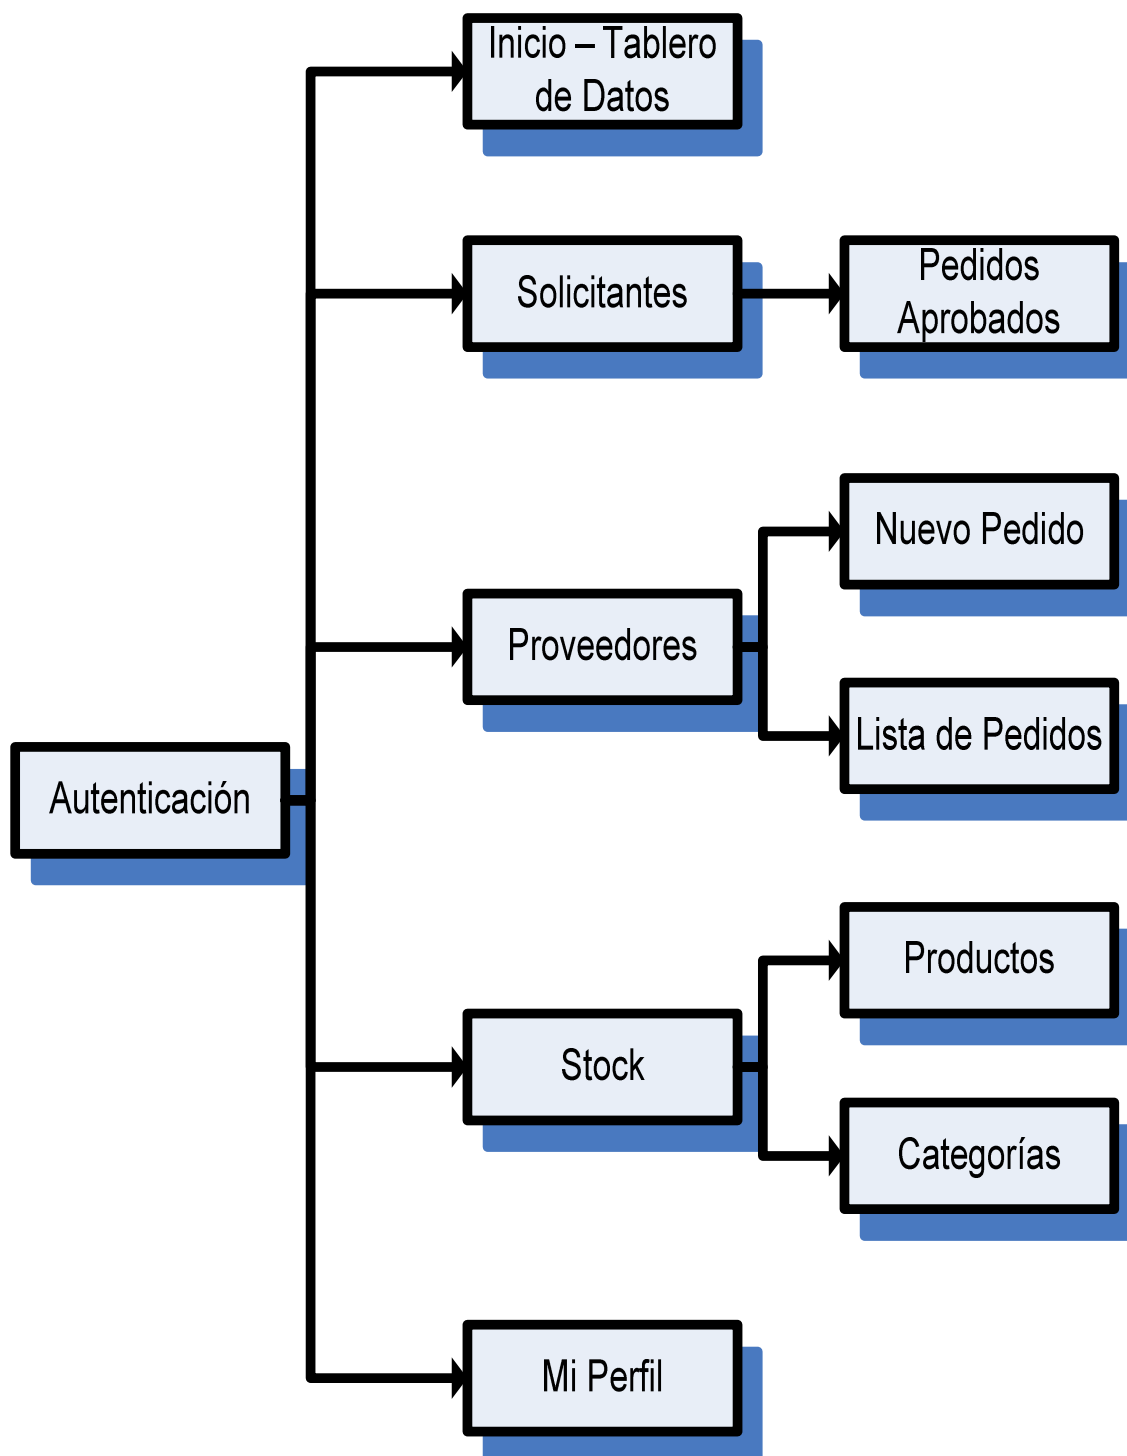 Inicio – Tablero
de Datos
Solicitantes
Pedidos
Aprobados
Nuevo Pedido
Proveedores
Lista de Pedidos
Autenticación
Productos
Stock
Categorías
Mi Perfil